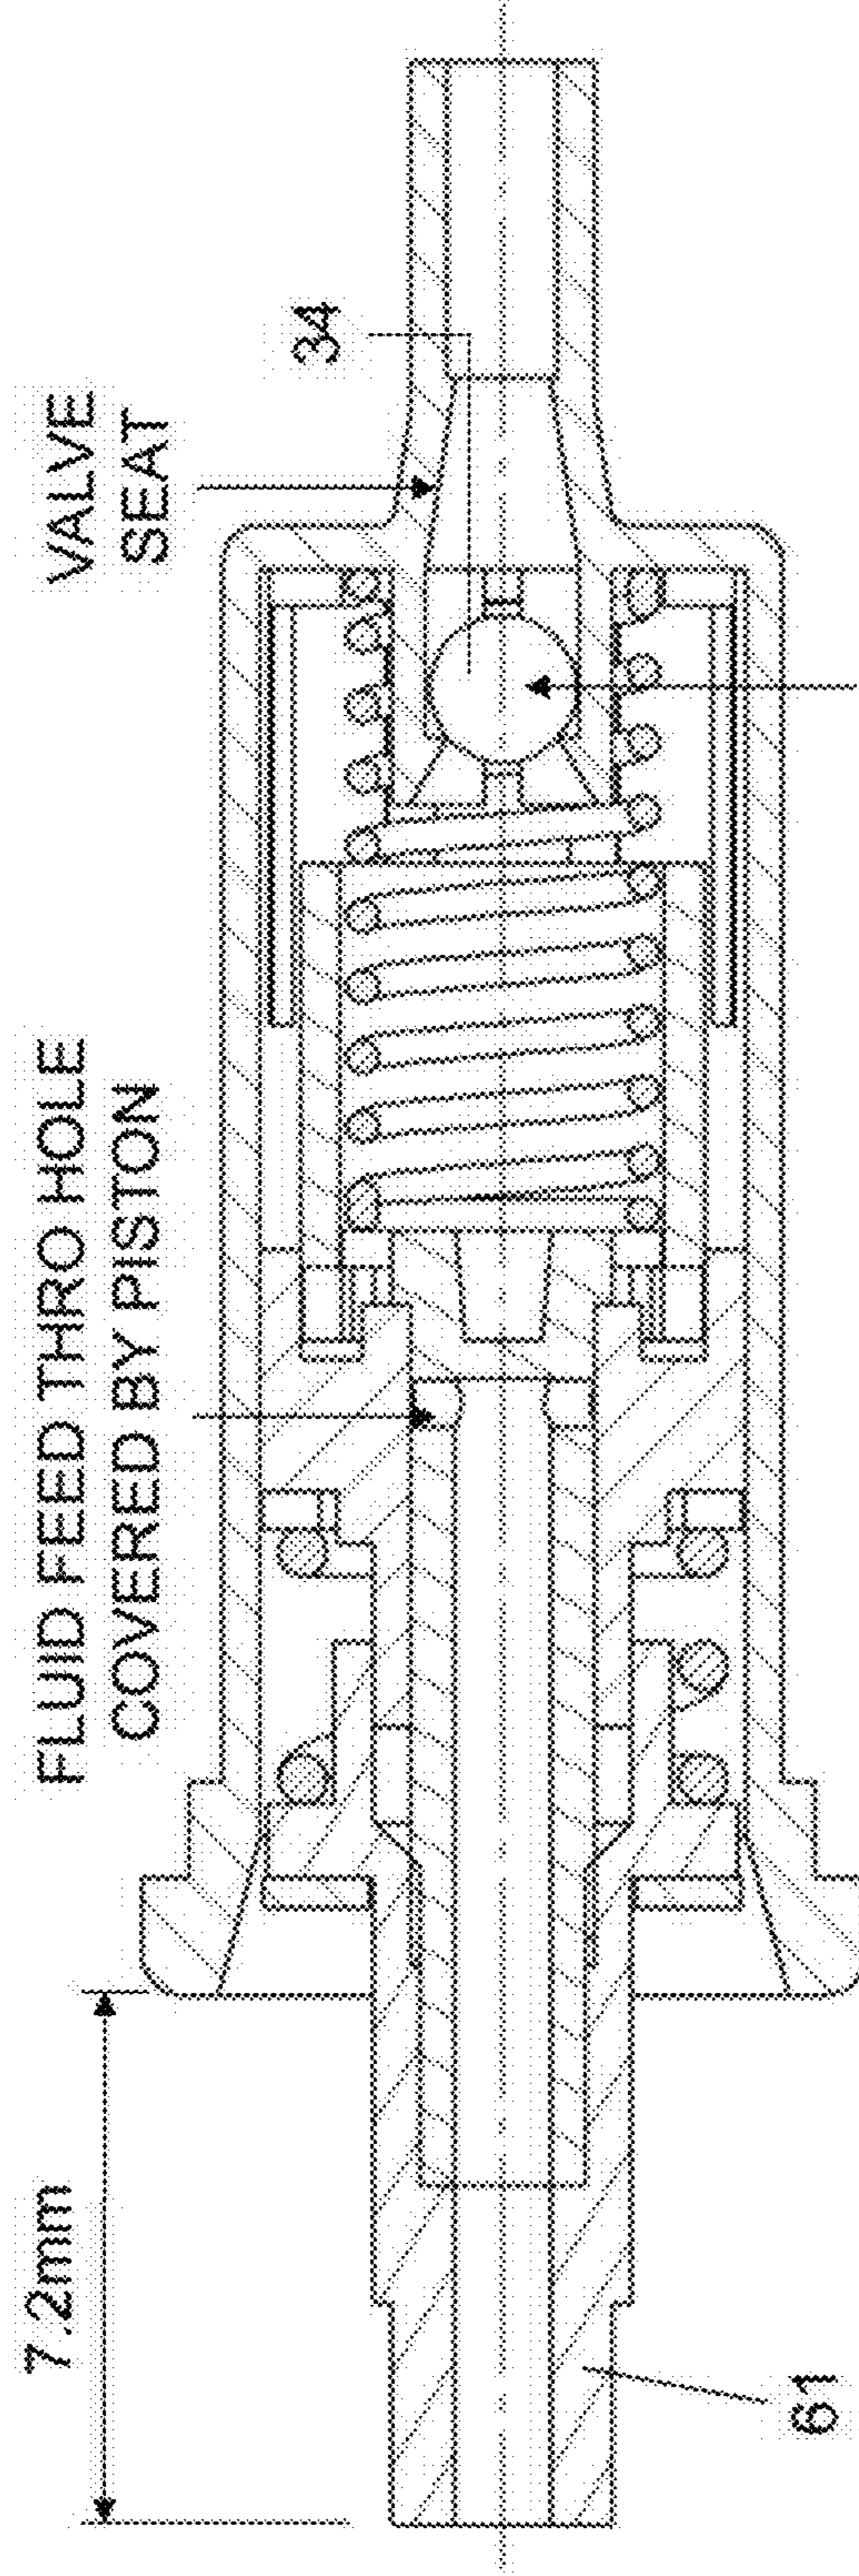 7.2mm
FLUID FEED THRO HOLE
COVERED BY PISTON
VALVE
SEAT
34
61